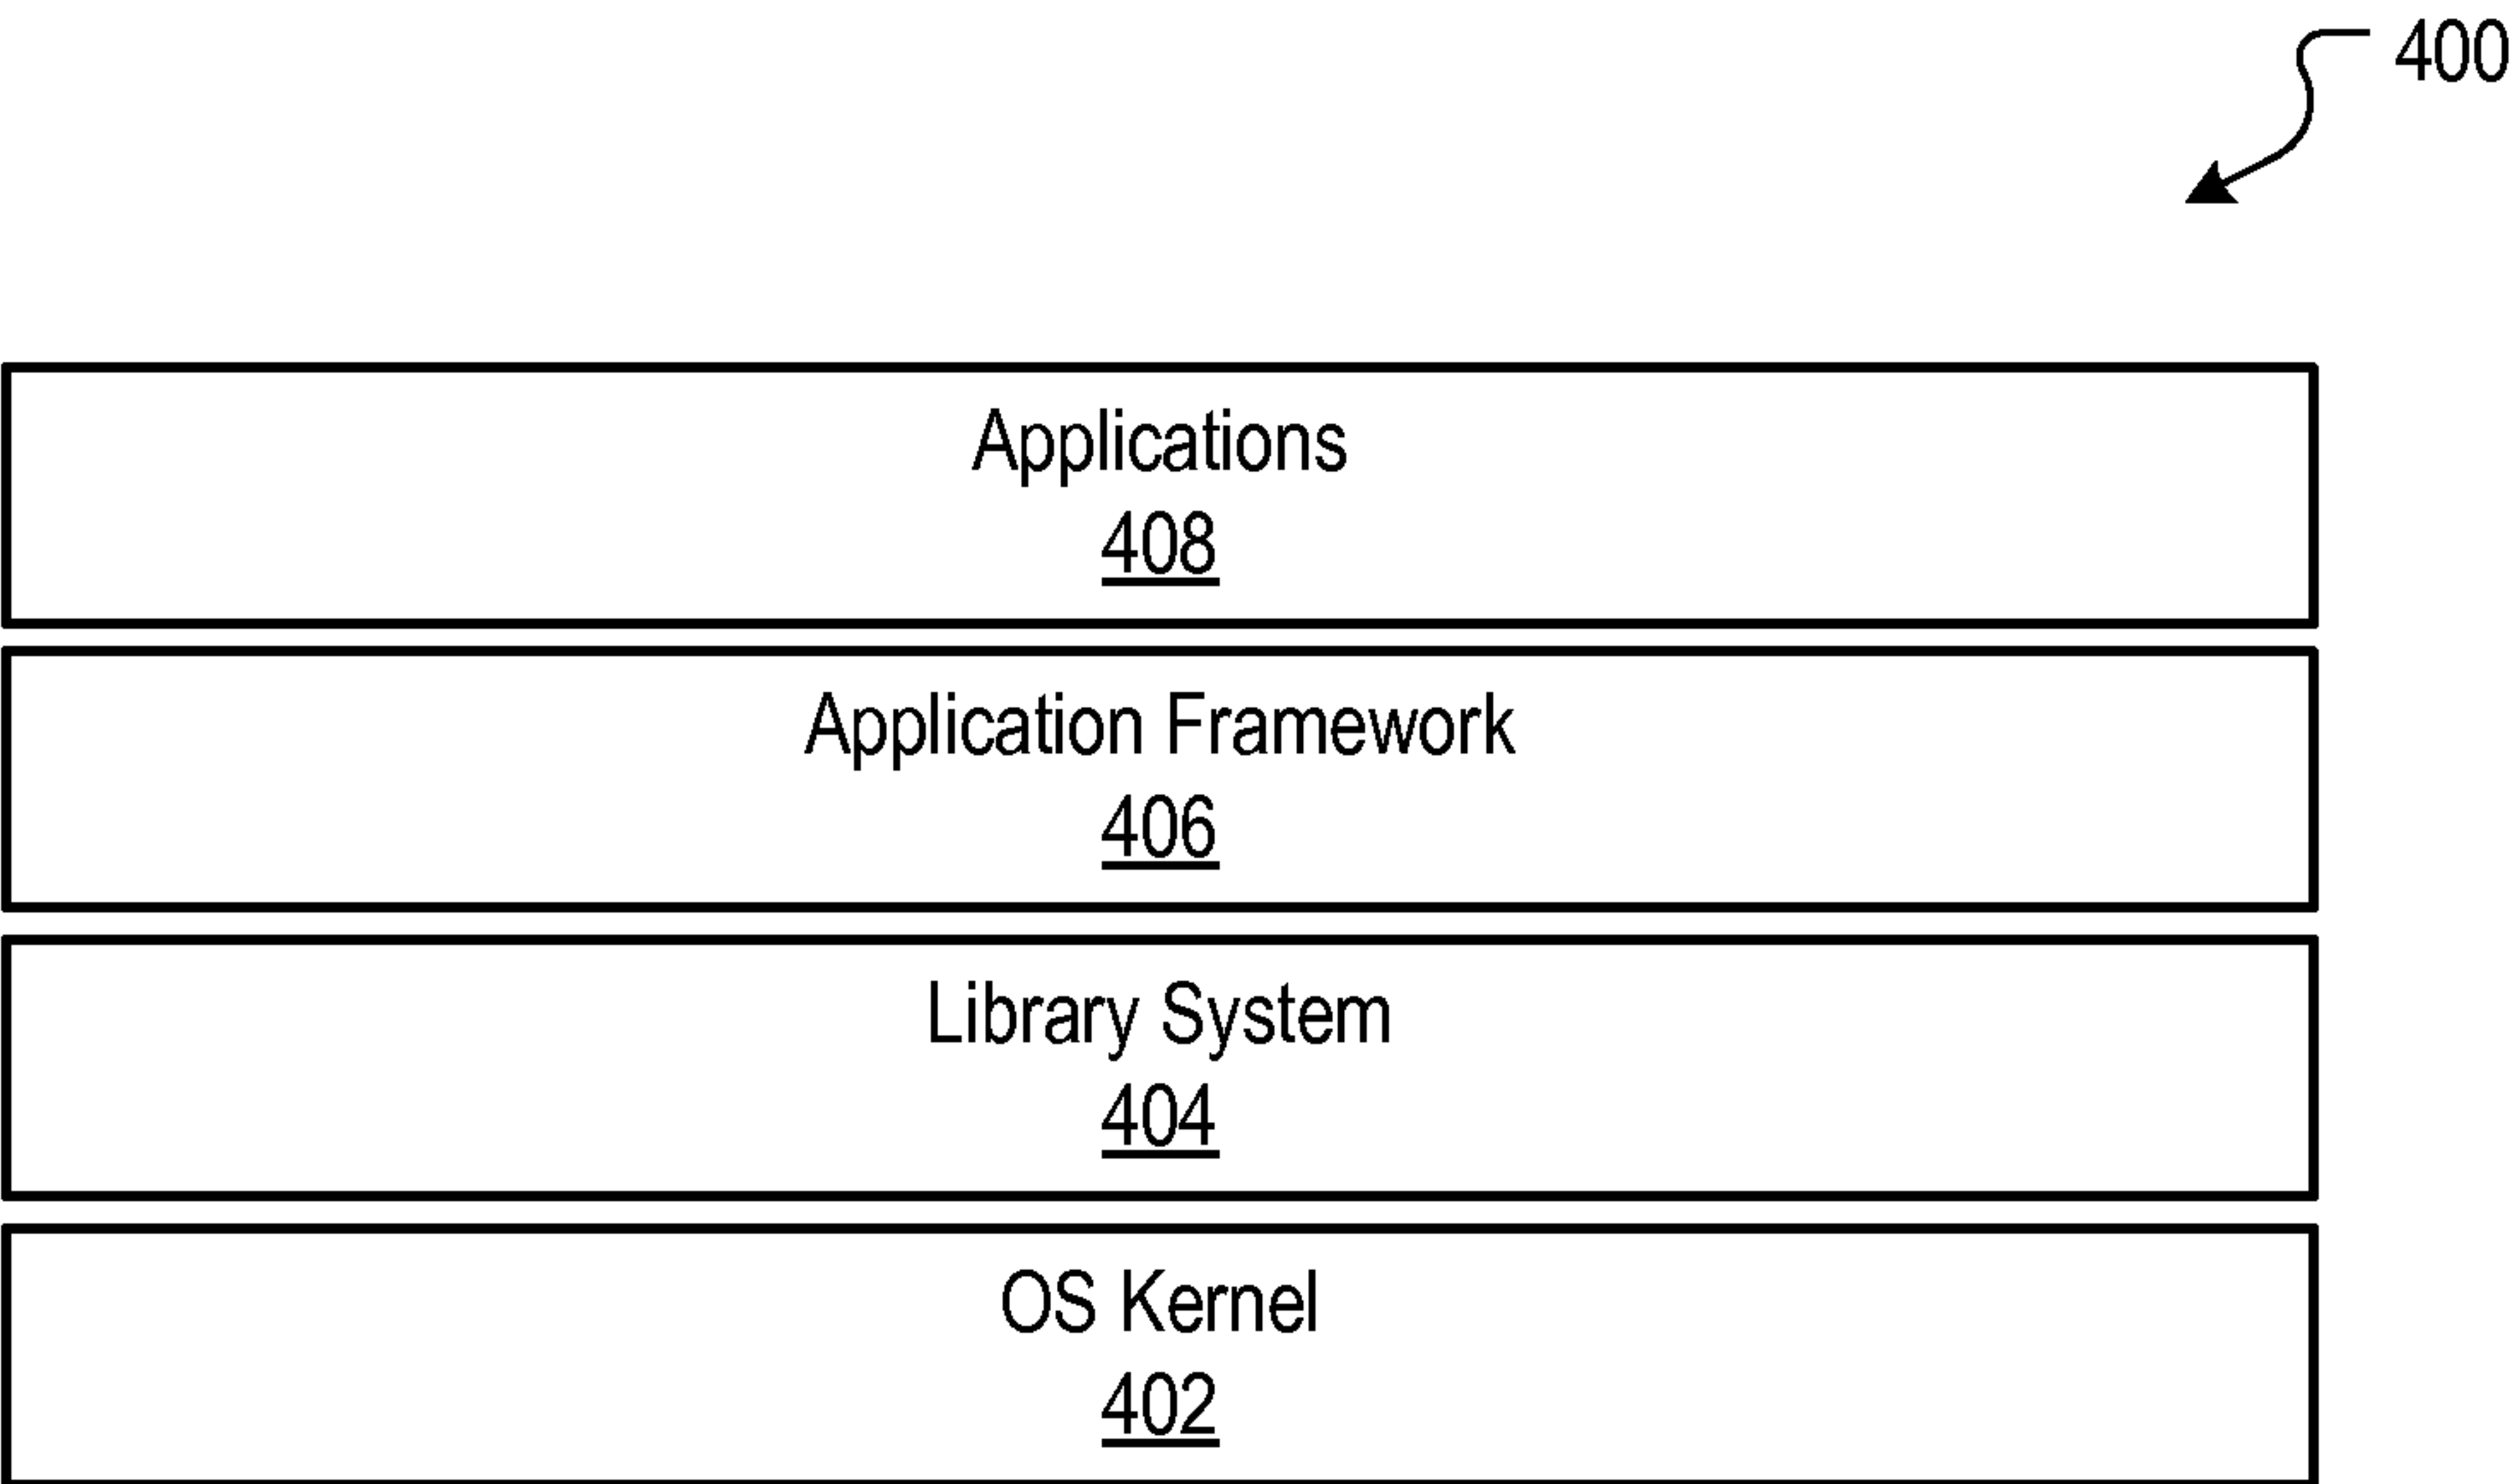 400
Applications
408
Application Framework
406
Library System
404
OS Kernel
402